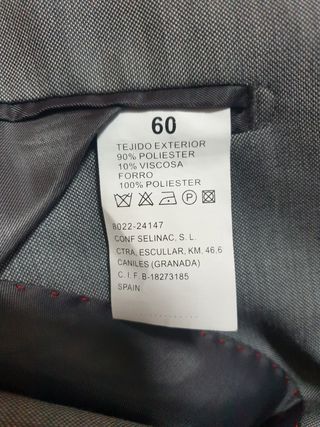 60
TEJIDO EXTERIOR
90% POLIESTER
10% VISCOSA
FORRO
100% POLIESTER
P
8022-24147
CONF SELINAC, S. L
CTRA, ESCULLAR, KM. 46,6
CANILES (GRANADA)
C. I. F. B-18273185
SPAIN